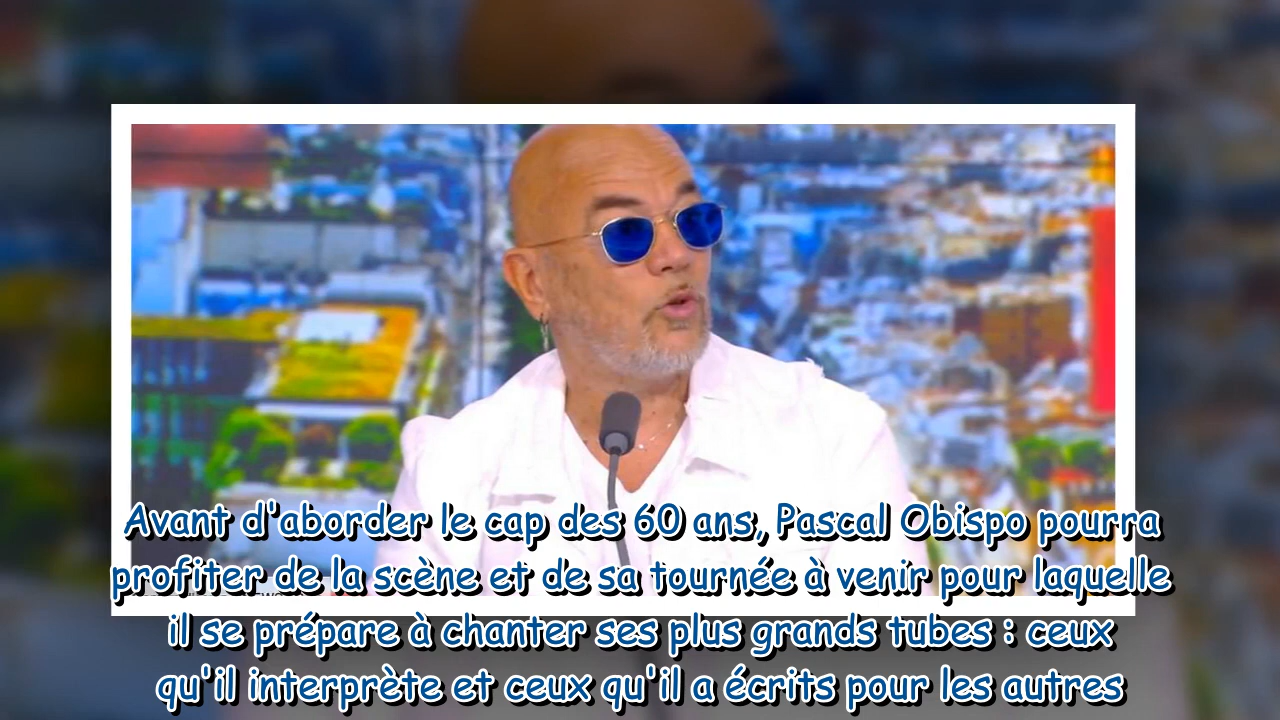 Avant d'aborder le cap des 60 ans, Pascal Obispo pourra
profiter de la scène et de sa tournée à venir pour laquelle
il se prépare à chanter ses plus grands tubes : ceux
qu'il interprète et ceux qu'il a écrits pour les autres